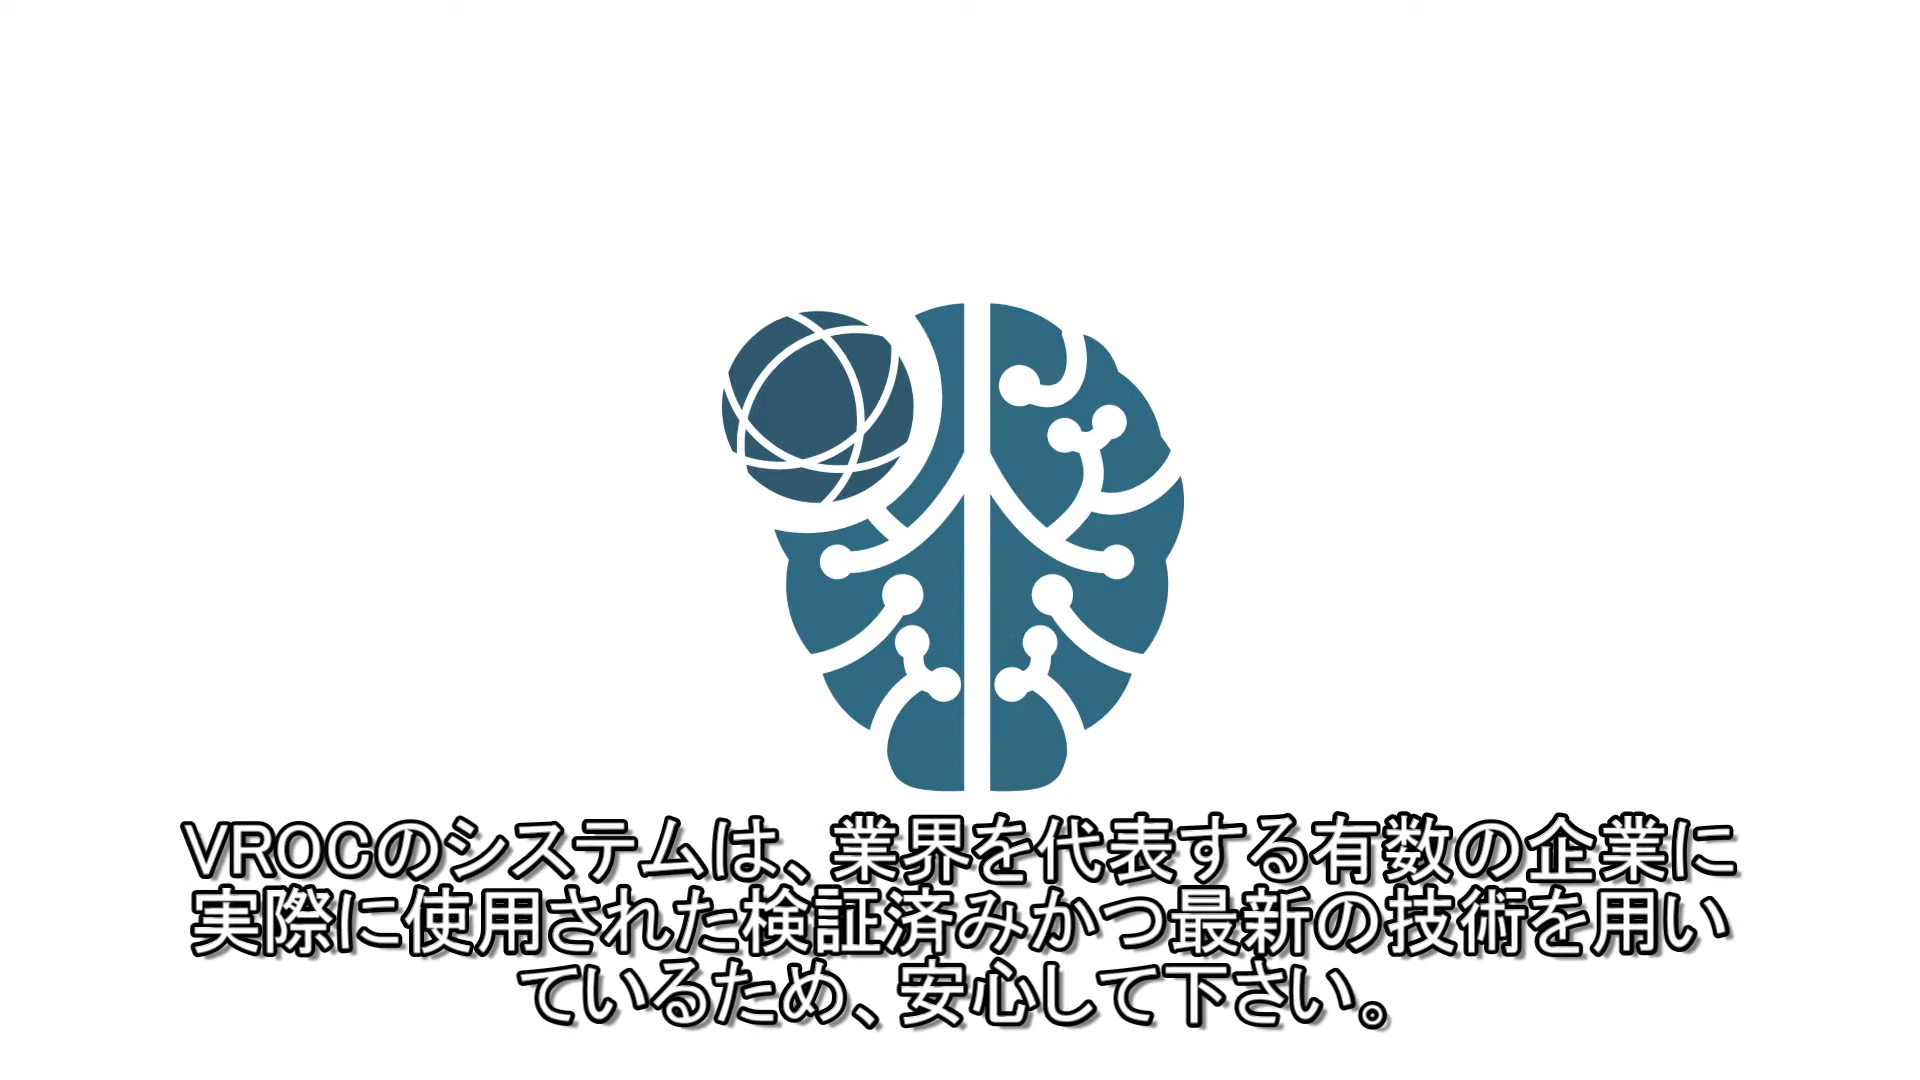 VROCのシステムは、業界を代表する有数の企業に
実際に使用された検証済みかつ最新の技術を用い
ているため、安心して下さい。